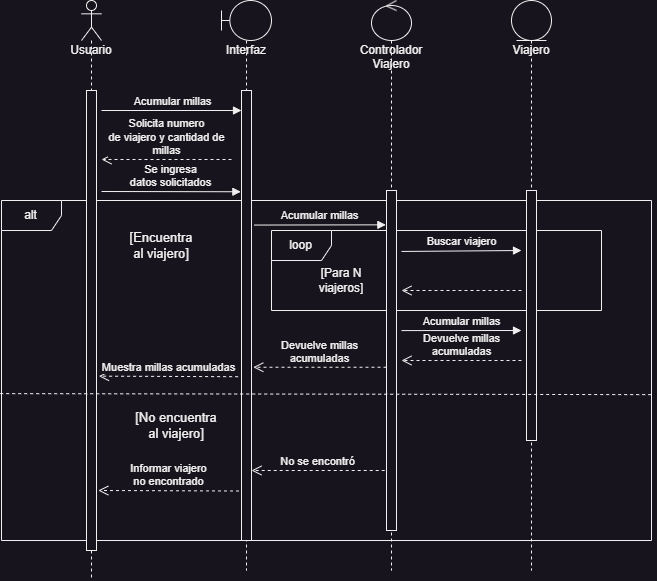 Usuario
Interfaz
Controlador
Viajero
Viajero
Acumular millas
Solicita numero
de viajero y cantidad de
millas
Se ingresa
datos solicitados
alt
[Encuentra
al viajero]
Acumular millas
loop
[Para N
viajeros]
Buscar viajero
Acumular millas
Devuelve millas
acumuladas
Devuelve millas
acumuladas
Muestra millas acumuladas
[No encuentra
al viajero]
No se encontró
Informar viajero
no encontrado